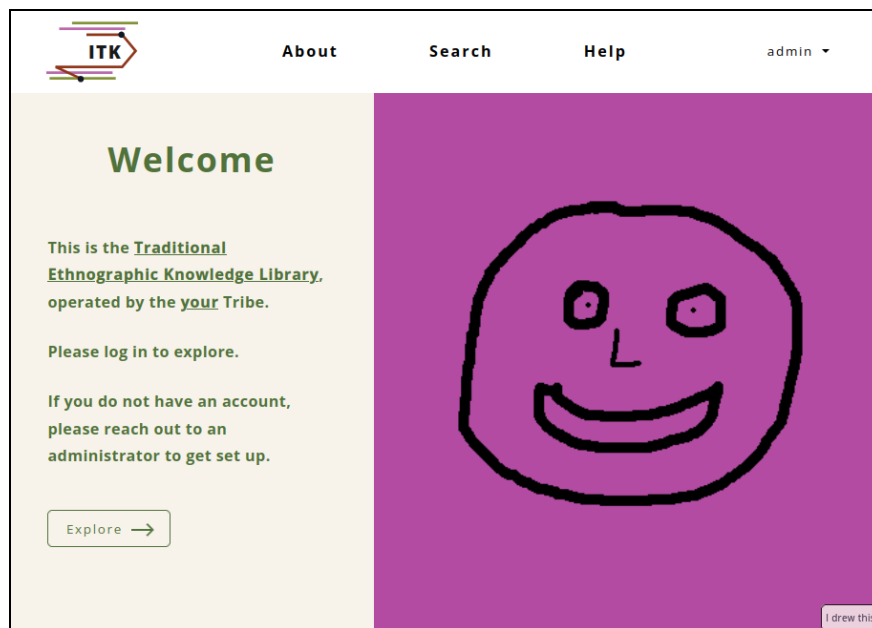 ITK
About
Search
Help
admin
Welcome
This is the Traditional
Ethnographic Knowledge Library,
operated by the your Tribe.
Please log in to explore.
If you do not have an account,
please reach out to an
administrator to get set up.
Explore
I drew this